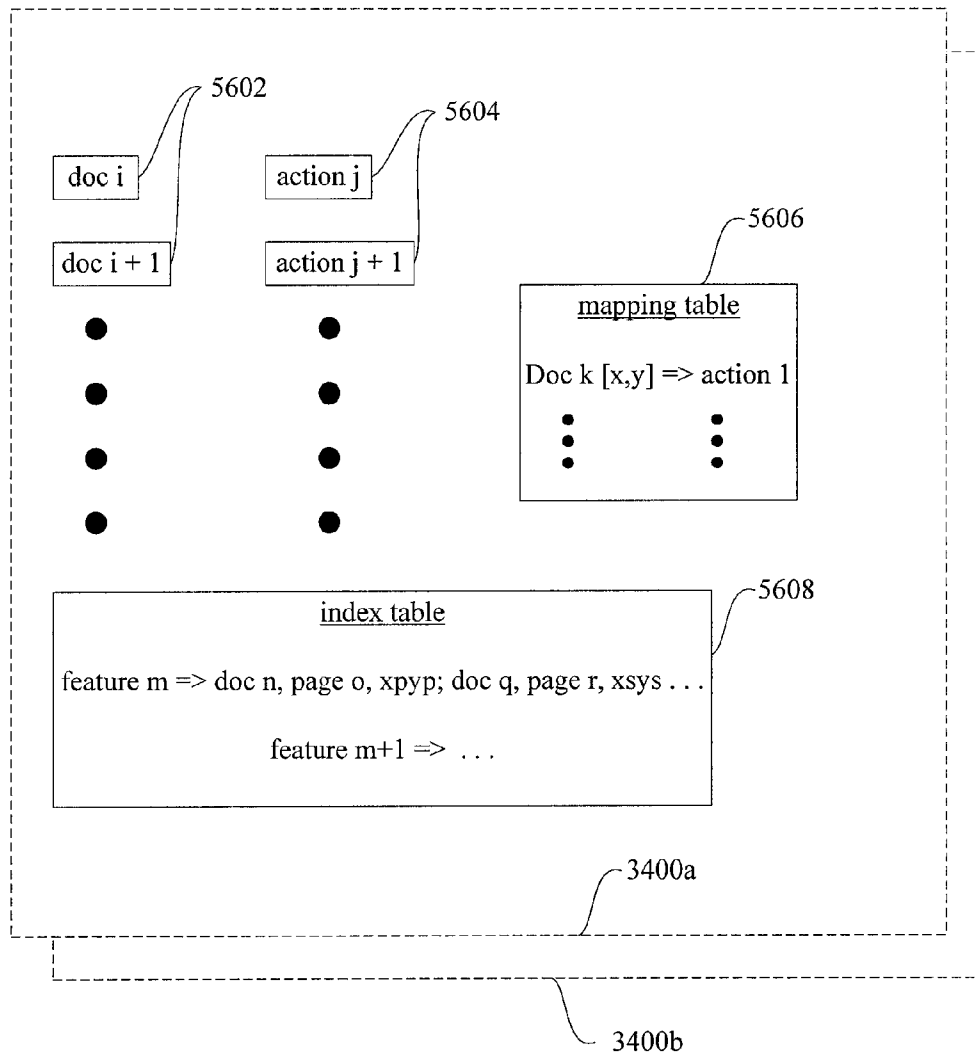 5602
5604
doc i
action j
5606
doc i + 1
action j + 1
mapping table
Doc k [x,y] => action 1
5608
index table
feature m => doc n, page o, xpyp; doc q, page r, xsys . . .
feature m+1 => . . .
3400a
3400b